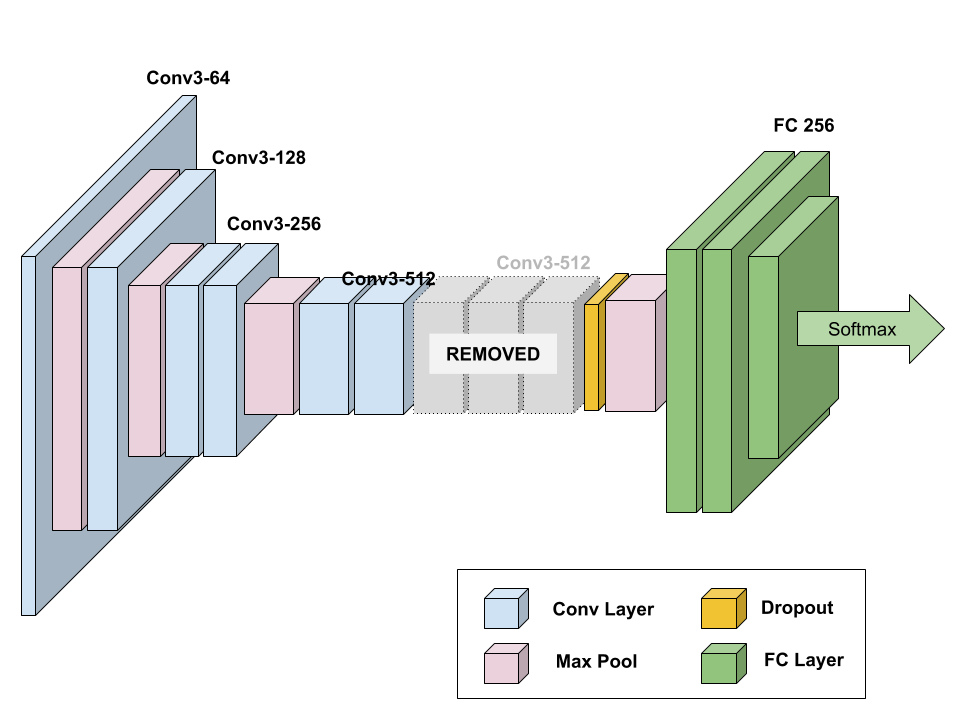 Conv3-64
FC 256
Conv3-128
Conv3-256
Conv3-512
Conv3-512
REMOVED
Softmax
Conv Layer
Dropout
Max Pool
FC Layer